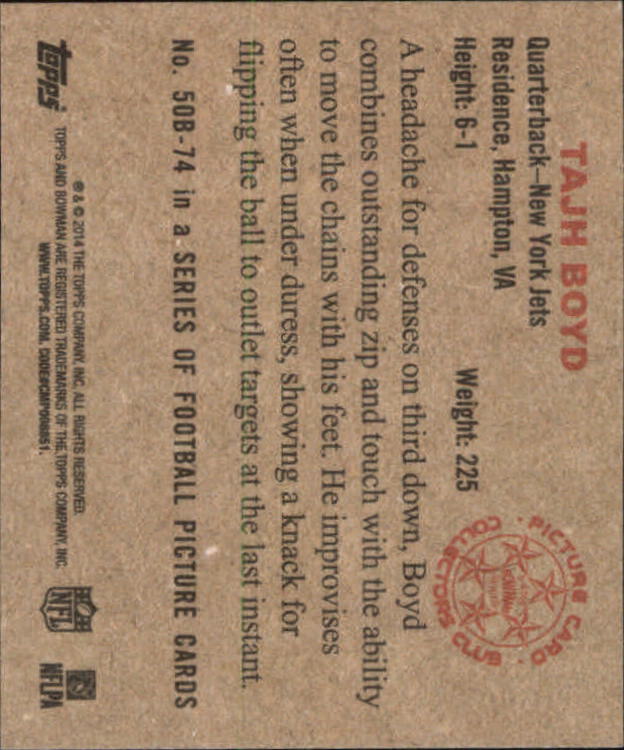 TAJH BOYD
Quarterback—New York Jets
Residence, Hampton, VA
Height: 6-1 Weight: 225
PICTURE CARD COLLECTORS CLUB
A headache for defenses on third down, Boyd
combines outstanding zip and touch with the ability
to move the chains with his feet. He improvises
often when under duress, showing a knack for
flipping the ball to outlet targets at the last instant.
No. 50B-74 in a SERIES OF FOOTBALL PICTURE CARDS
Topps
® & © 2014 THE TOPPS COMPANY, INC. ALL RIGHTS RESERVED.
TOPPS AND BOWMAN ARE REGISTERED TRADEMARKS OF THE TOPPS COMPANY, INC.
WWW.TOPPS.COM.
NFL
NFLPA